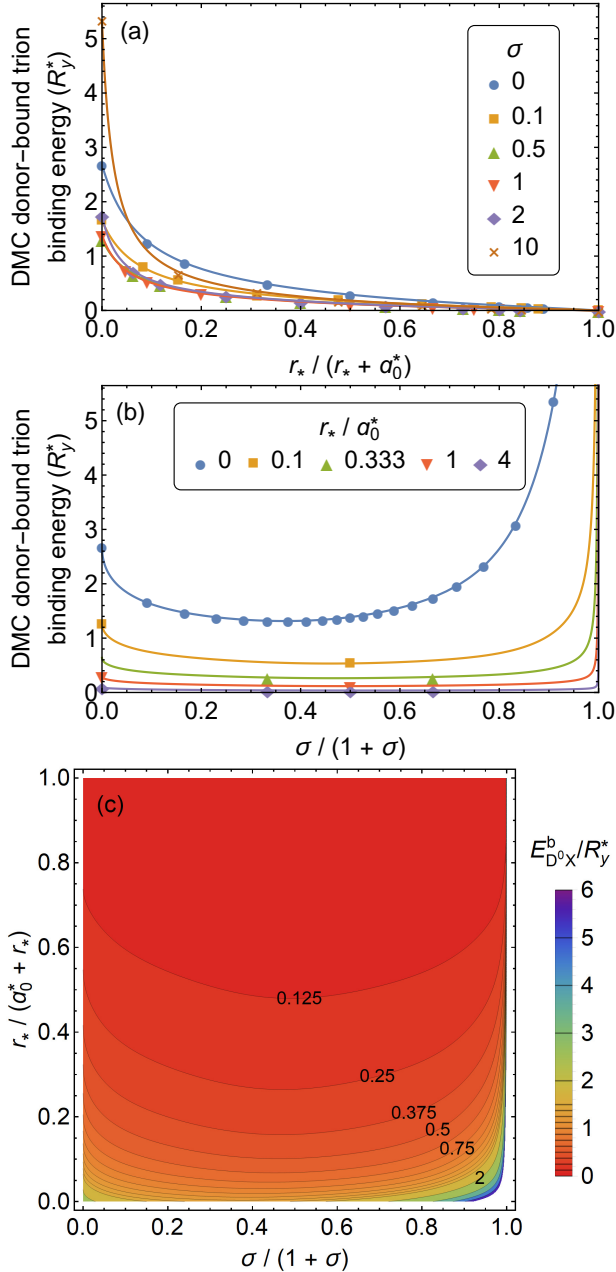 (a)
σ
0
0.1
0.5
1
2
10
DMC donor-bound trion
binding energy (R*y)
5
4
3
2
1
0
0.0 0.2 0.4 0.6 0.8 1.0
r* / (r* + a*0)
(b)
r* / a*0
0 0.1 0.333 1 4
DMC donor-bound trion
binding energy (R*y)
5
4
3
2
1
0
0.0 0.2 0.4 0.6 0.8 1.0
σ / (1 + σ)
(c)
r* / (a*0 + r*)
1.0
0.8
0.6
0.4
0.2
0.0
0.125
0.25
0.375
0.5
0.75
2
0.0 0.2 0.4 0.6 0.8 1.0
σ / (1 + σ)
E^b_D⁰X/R*y
6
5
4
3
2
1
0